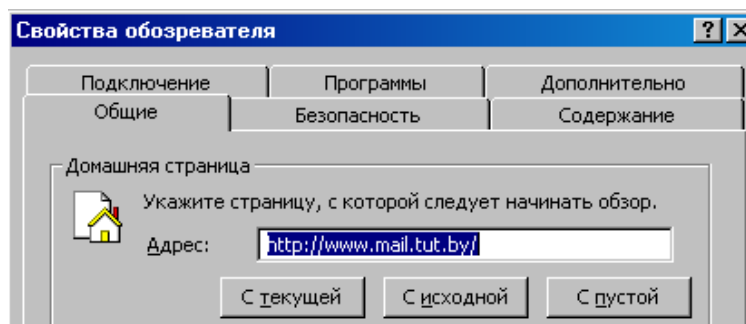 Свойства обозревателя
Подключение Программы Дополнительно
Общие Безопасность Содержание
Домашняя страница
Укажите страницу, с которой следует начинать обзор.
Адрес: http://www.mail.tut.by/
С текущей С исходной С пустой